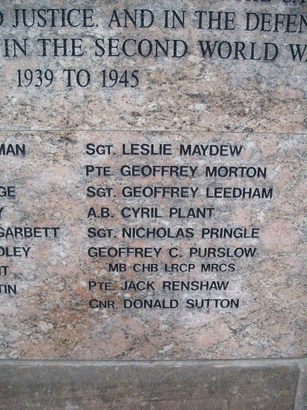 O JUSTICE, AND IN THE DEFEN
IN THE SECOND WORLD W
1939 TO 1945
MAN
GE
Y
GARBETT
DLEY
T
TIN
SGT. LESLIE MAYDEW
PTE. GEOFFREY MORTON
SGT. GEOFFREY LEEDHAM
A.B. CYRIL PLANT
SGT. NICHOLAS PRINGLE
GEOFFREY C. PURSLOW
MB CHB LRCP MRCS
PTE. JACK RENSHAW
GNR. DONALD SUTTON